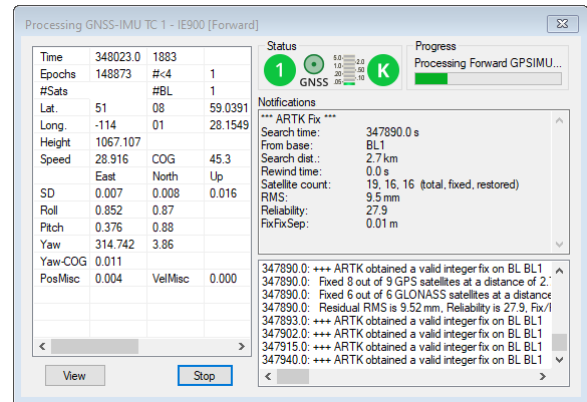 Processing GNSS-IMU TC 1 - IE900 [Forward]
Time 348023.0 1883
Epochs 148873 #<4 1
#Sats #BL 1
Lat. 51 08 59.0391
Long. -114 01 28.1549
Height 1067.107
Speed 28.916 COG 45.3
East North Up
SD 0.007 0.008 0.016
Roll 0.852 0.87
Pitch 0.376 0.88
Yaw 314.742 3.86
Yaw-COG 0.011
PosMisc 0.004 VelMisc 0.000
View
Stop
Status
1
GNSS
5.0 2.0
1.0 .50
.20 .10
.05
K
Progress
Processing Forward GPSIMU...
Notifications
*** ARTK Fix ***
Search time: 347890.0 s
From base: BL1
Search dist.: 2.7 km
Rewind time: 0.0 s
Satellite count: 19, 16, 16 (total, fixed, restored)
RMS: 9.5 mm
Reliability: 27.9
FixFixSep: 0.01 m
347890.0: +++ ARTK obtained a valid integer fix on BL BL1
347890.0: Fixed 8 out of 9 GPS satellites at a distance of 2.
347890.0: Fixed 6 out of 6 GLONASS satellites at a distance
347890.0: Residual RMS is 9.52 mm, Reliability is 27.9, Fix/
347893.0: +++ ARTK obtained a valid integer fix on BL BL1
347902.0: +++ ARTK obtained a valid integer fix on BL BL1
347915.0: +++ ARTK obtained a valid integer fix on BL BL1
347940.0: +++ ARTK obtained a valid integer fix on BL BL1